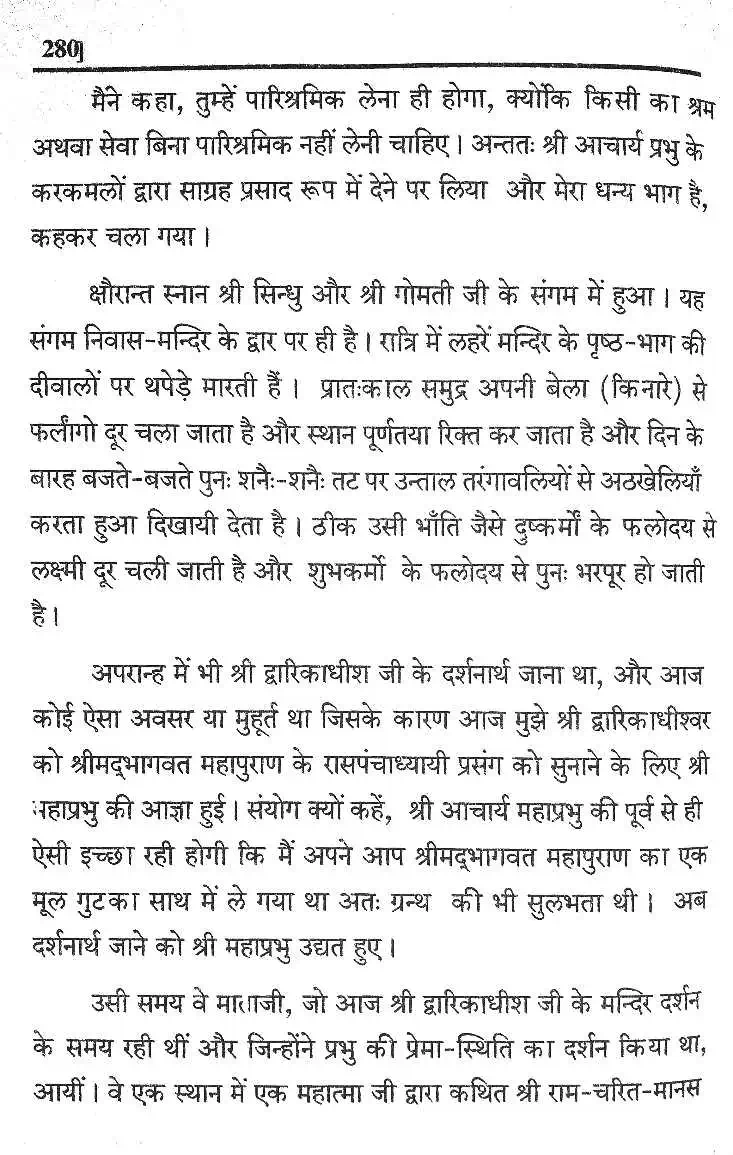 280]
मैंने कहा, तुम्हें पारिश्रमिक लेना ही होगा, क्योंकि किसी का श्रम
अथवा सेवा बिना पारिश्रमिक नहीं लेनी चाहिए। अन्ततः श्री आचार्य प्रभु के
करकमलों द्वारा साग्रह प्रसाद रूप में देने पर लिया और मेरा धन्य भाग है,
कहकर चला गया।
क्षौरान्त स्नान श्री सिन्धु और श्री गोमती जी के संगम में हुआ। यह
संगम निवास-मन्दिर के द्वार पर ही है। रात्रि में लहरें मन्दिर के पृष्ठ-भाग की
दीवालों पर थपेड़े मारती हैं। प्रातःकाल समुद्र अपनी बेला (किनारे) से
फर्लांगो दूर चला जाता है और स्थान पूर्णतया रिक्त कर जाता है और दिन के
बारह बजते-बजते पुनः शनैः-शनैः तट पर उन्ताल तरंगावलियों से अठखेलियाँ
करता हुआ दिखायी देता है। ठीक उसी भाँति जैसे दुष्कर्मों के फलोदय से
लक्ष्मी दूर चली जाती है और शुभकर्मो के फलोदय से पुनः भरपूर हो जाती
है।
अपरान्ह में भी श्री द्वारिकाधीश जी के दर्शनार्थ जाना था, और आज
कोई ऐसा अवसर या मुहूर्त था जिसके कारण आज मुझे श्री द्वारिकाधीश्वर
को श्रीमद्भागवत महापुराण के रासपंचाध्यायी प्रसंग को सुनाने के लिए श्री
महाप्रभु की आज्ञा हुई। संयोग क्यों कहें, श्री आचार्य महाप्रभु की पूर्व से ही
ऐसी इच्छा रही होगी कि मैं अपने आप श्रीमद्भागवत महापुराण का एक
मूल गुटका साथ में ले गया था अतः ग्रन्थ की भी सुलभता थी। अब
दर्शनार्थ जाने को श्री महाप्रभु उद्यत हुए।
उसी समय वे माताजी, जो आज श्री द्वारिकाधीश जी के मन्दिर दर्शन
के समय रही थीं और जिन्होंने प्रभु की प्रेमा-स्थिति का दर्शन किया था,
आयीं। वे एक स्थान में एक महात्मा जी द्वारा कथित श्री राम-चरित-मानस